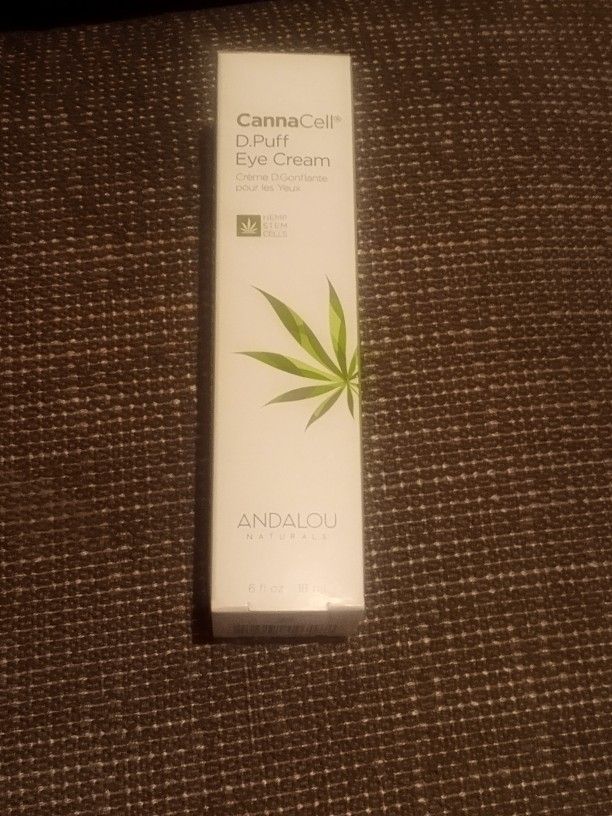 CannaCell®
D.Puff
Eye Cream
Crème D.Gonflante
pour les Yeux
HEMP
STEM
CELLS
ANDALOU
NATURALS
6 fl oz 18 ml